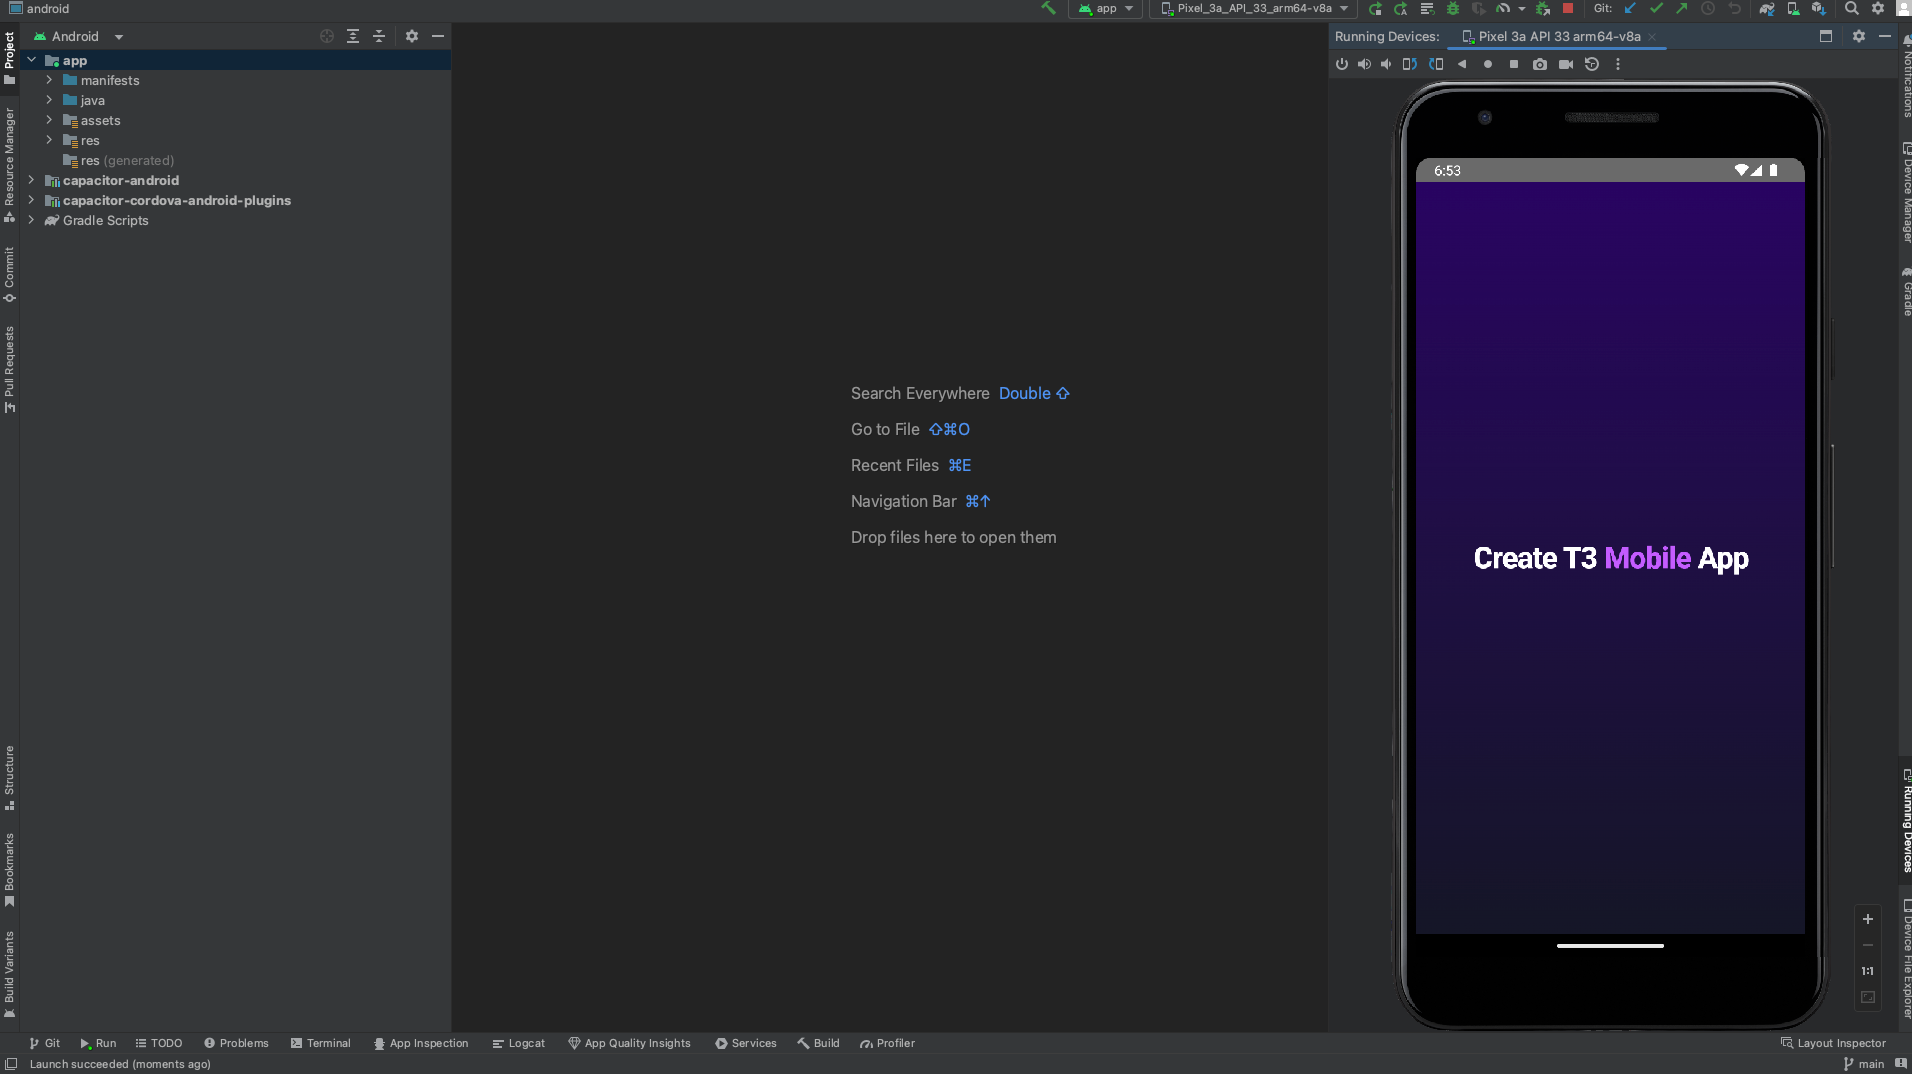 android
app
Pixel_3a_API_33_arm64-v8a
Git:
Project
Android
Running Devices:
Pixel 3a API 33 arm64-v8a
Notifications
app
manifests
java
assets
res
res (generated)
capacitor-android
capacitor-cordova-android-plugins
Gradle Scripts
Resource Manager
Commit
Pull Requests
Structure
Bookmarks
Build Variants
Search Everywhere Double ⇧
Go to File ⇧⌘O
Recent Files ⌘E
Navigation Bar ⌘↑
Drop files here to open them
6:53
Create T3 Mobile App
1:1
Device Manager
Gradle
Running Devices
Device File Explorer
Git
Run
TODO
Problems
Terminal
App Inspection
Logcat
App Quality Insights
Services
Build
Profiler
Layout Inspector
Launch succeeded (moments ago)
main